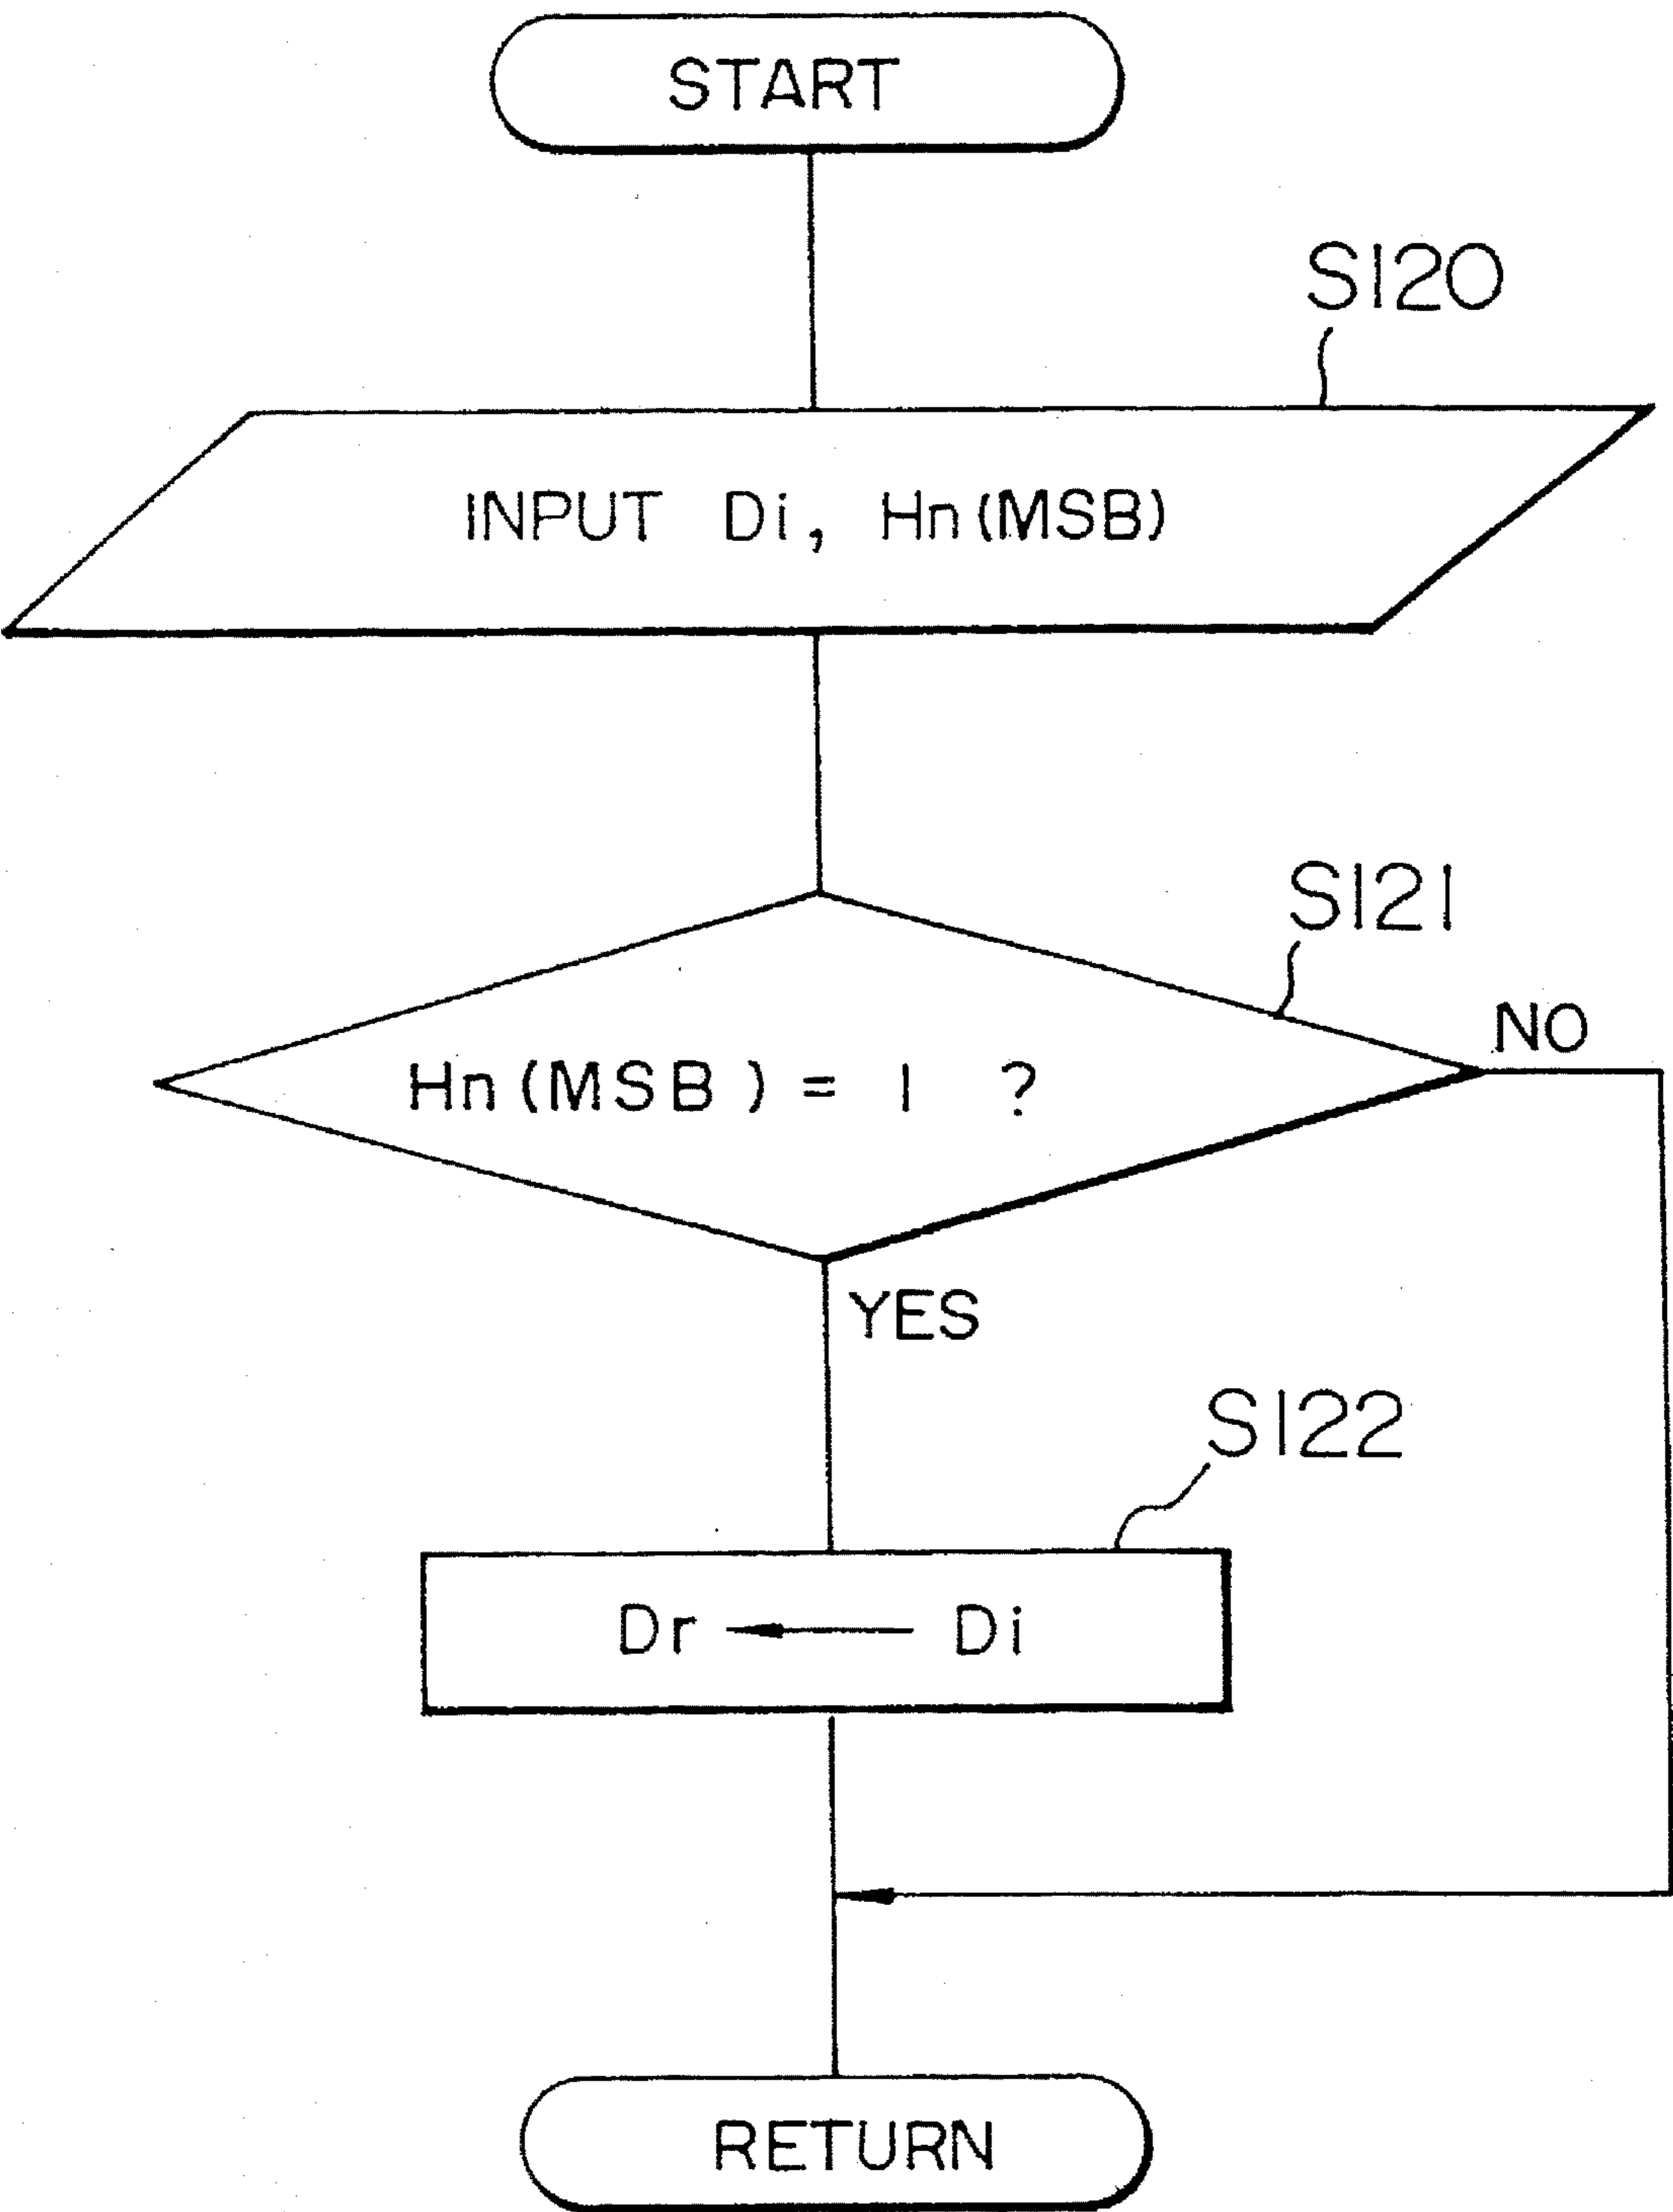 START
S120
INPUT Di, Hn(MSB)
S121
NO
Hn(MSB) = 1 ?
YES
S122
Dr ← Di
RETURN